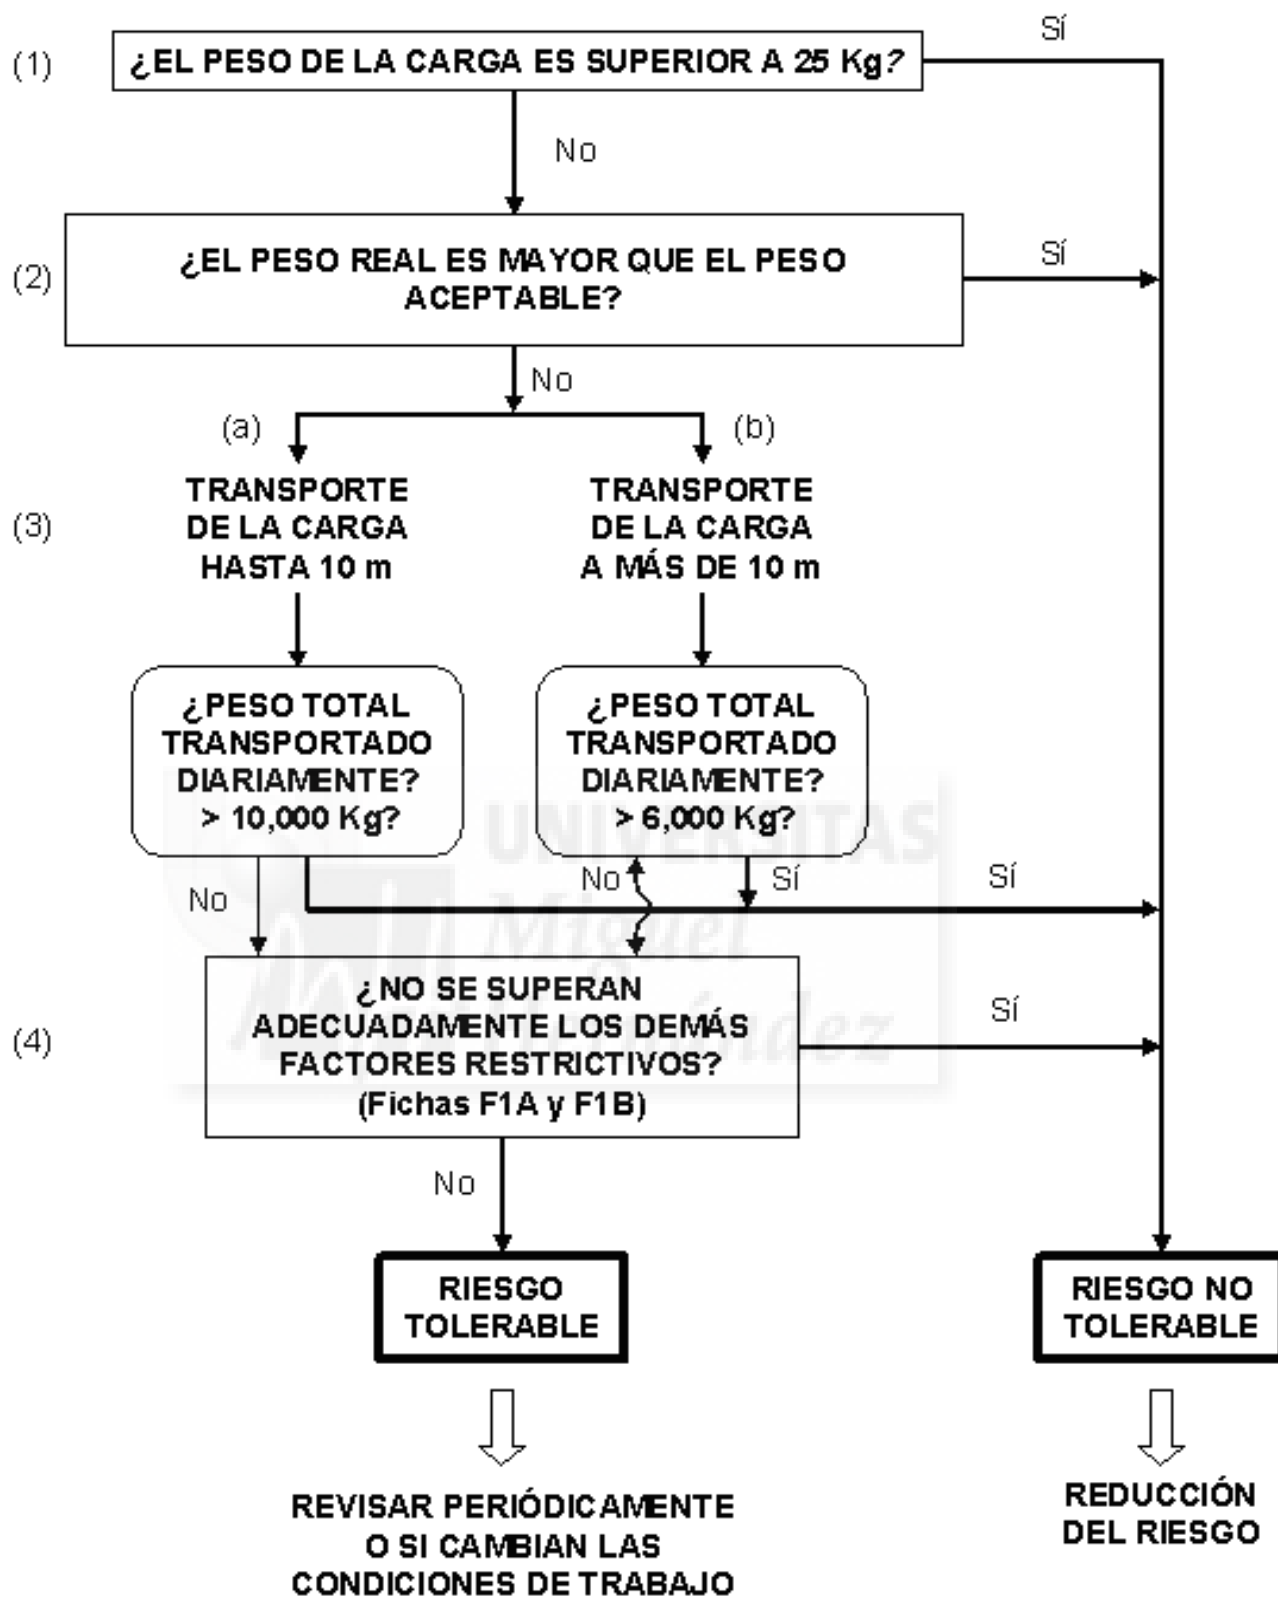 Sí
(1)
¿EL PESO DE LA CARGA ES SUPERIOR A 25 Kg?
No
(2)
¿EL PESO REAL ES MAYOR QUE EL PESO
ACEPTABLE?
Sí
No
(a)
(b)
(3)
TRANSPORTE
DE LA CARGA
HASTA 10 m
TRANSPORTE
DE LA CARGA
A MÁS DE 10 m
¿PESO TOTAL
TRANSPORTADO
DIARIAMENTE?
> 10,000 Kg?
¿PESO TOTAL
TRANSPORTADO
DIARIAMENTE?
> 6,000 Kg?
UNIVERSITAS
Miguel
Hernández
No
No
Sí
Sí
(4)
¿NO SE SUPERAN
ADECUADAMENTE LOS DEMÁS
FACTORES RESTRICTIVOS?
(Fichas F1A y F1B)
Sí
No
RIESGO
TOLERABLE
RIESGO NO
TOLERABLE
REVISAR PERIÓDICAMENTE
O SI CAMBIAN LAS
CONDICIONES DE TRABAJO
REDUCCIÓN
DEL RIESGO